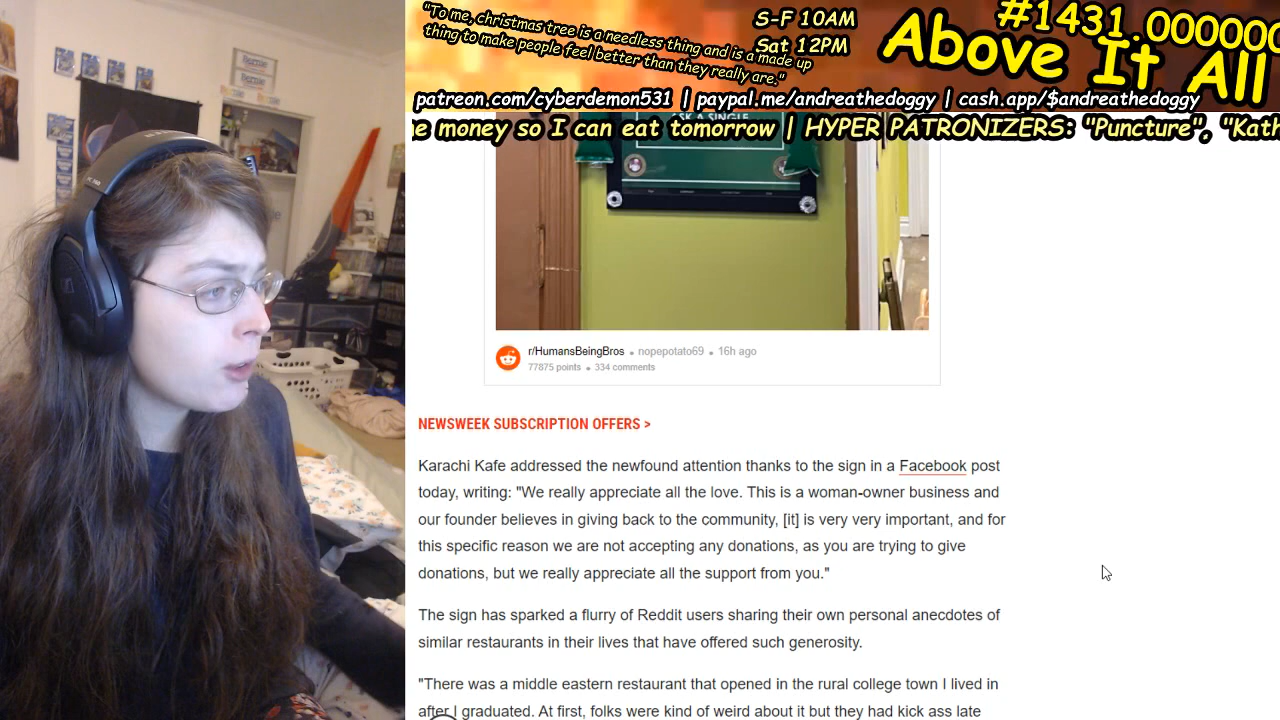 "To me, christmas tree is a needless thing and is a made up
thing to make people feel better than they really are."
S-F 10AM
Sat 12PM
#1431.000000
Above It All
patreon.com/cyberdemon531 | paypal.me/andreathedoggy | cash.app/$andreathedoggy
e money so I can eat tomorrow | HYPER PATRONIZERS: "Puncture", "Kath
r/HumansBeingBros • nopepotato69 • 16h ago
77875 points • 334 comments
NEWSWEEK SUBSCRIPTION OFFERS >
Karachi Kafe addressed the newfound attention thanks to the sign in a Facebook post
today, writing: "We really appreciate all the love. This is a woman-owner business and
our founder believes in giving back to the community, [it] is very very important, and for
this specific reason we are not accepting any donations, as you are trying to give
donations, but we really appreciate all the support from you."
The sign has sparked a flurry of Reddit users sharing their own personal anecdotes of
similar restaurants in their lives that have offered such generosity.
"There was a middle eastern restaurant that opened in the rural college town I lived in
after I graduated. At first, folks were kind of weird about it but they had kick ass late